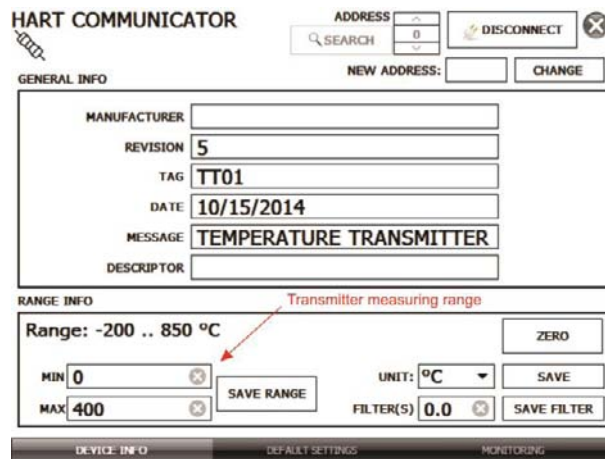 HART COMMUNICATOR
ADDRESS
SEARCH
0
DISCONNECT
NEW ADDRESS:
CHANGE
GENERAL INFO
MANUFACTURER
REVISION 5
TAG TT01
DATE 10/15/2014
MESSAGE TEMPERATURE TRANSMITTER
DESCRIPTOR
RANGE INFO
Transmitter measuring range
Range: -200 .. 850 ºC
ZERO
MIN 0
SAVE RANGE
UNIT: ºC
SAVE
MAX 400
FILTER(S) 0.0
SAVE FILTER
DEVICE INFO
DEFAULT SETTINGS
MONITORING